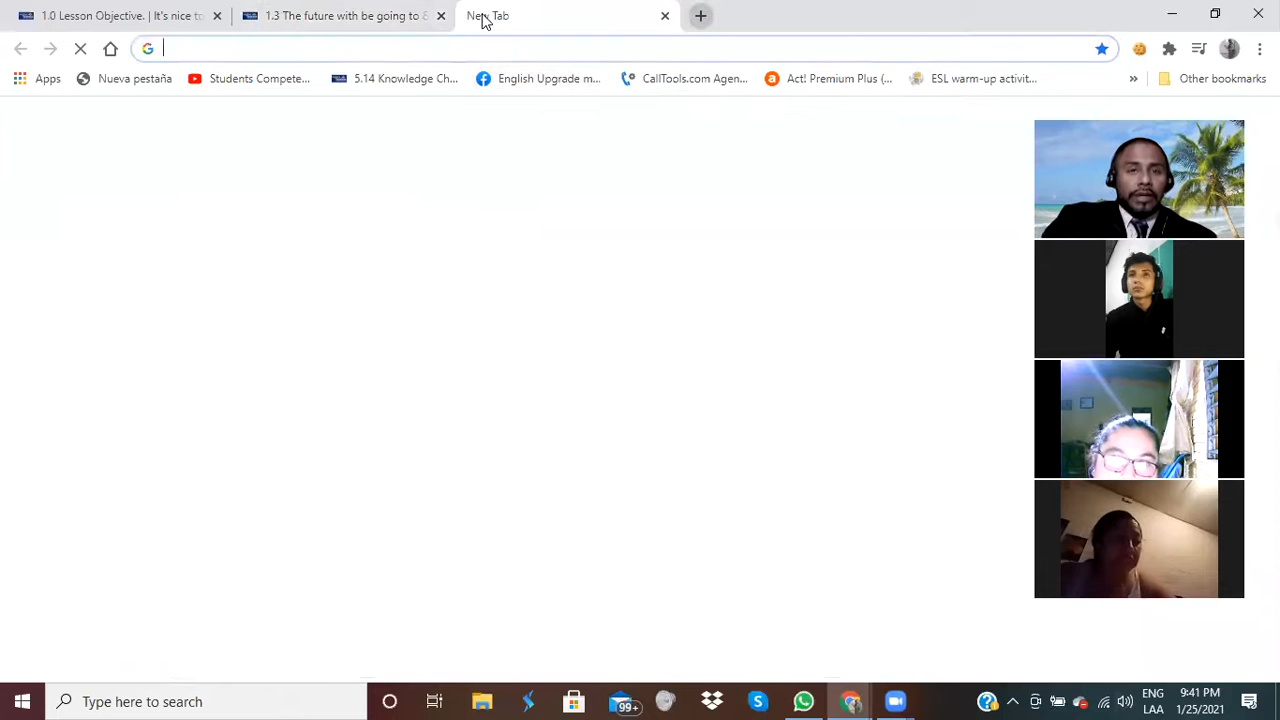 1.0 Lesson Objective. | It's nice to
1.3 The future with be going to &
New Tab
Apps
Nueva pestaña
Students Compete...
5.14 Knowledge Ch...
English Upgrade m...
CallTools.com Agen...
Act! Premium Plus (...
ESL warm-up activit...
»
Other bookmarks
Type here to search
99+
ENG
LAA
9:41 PM
1/25/2021